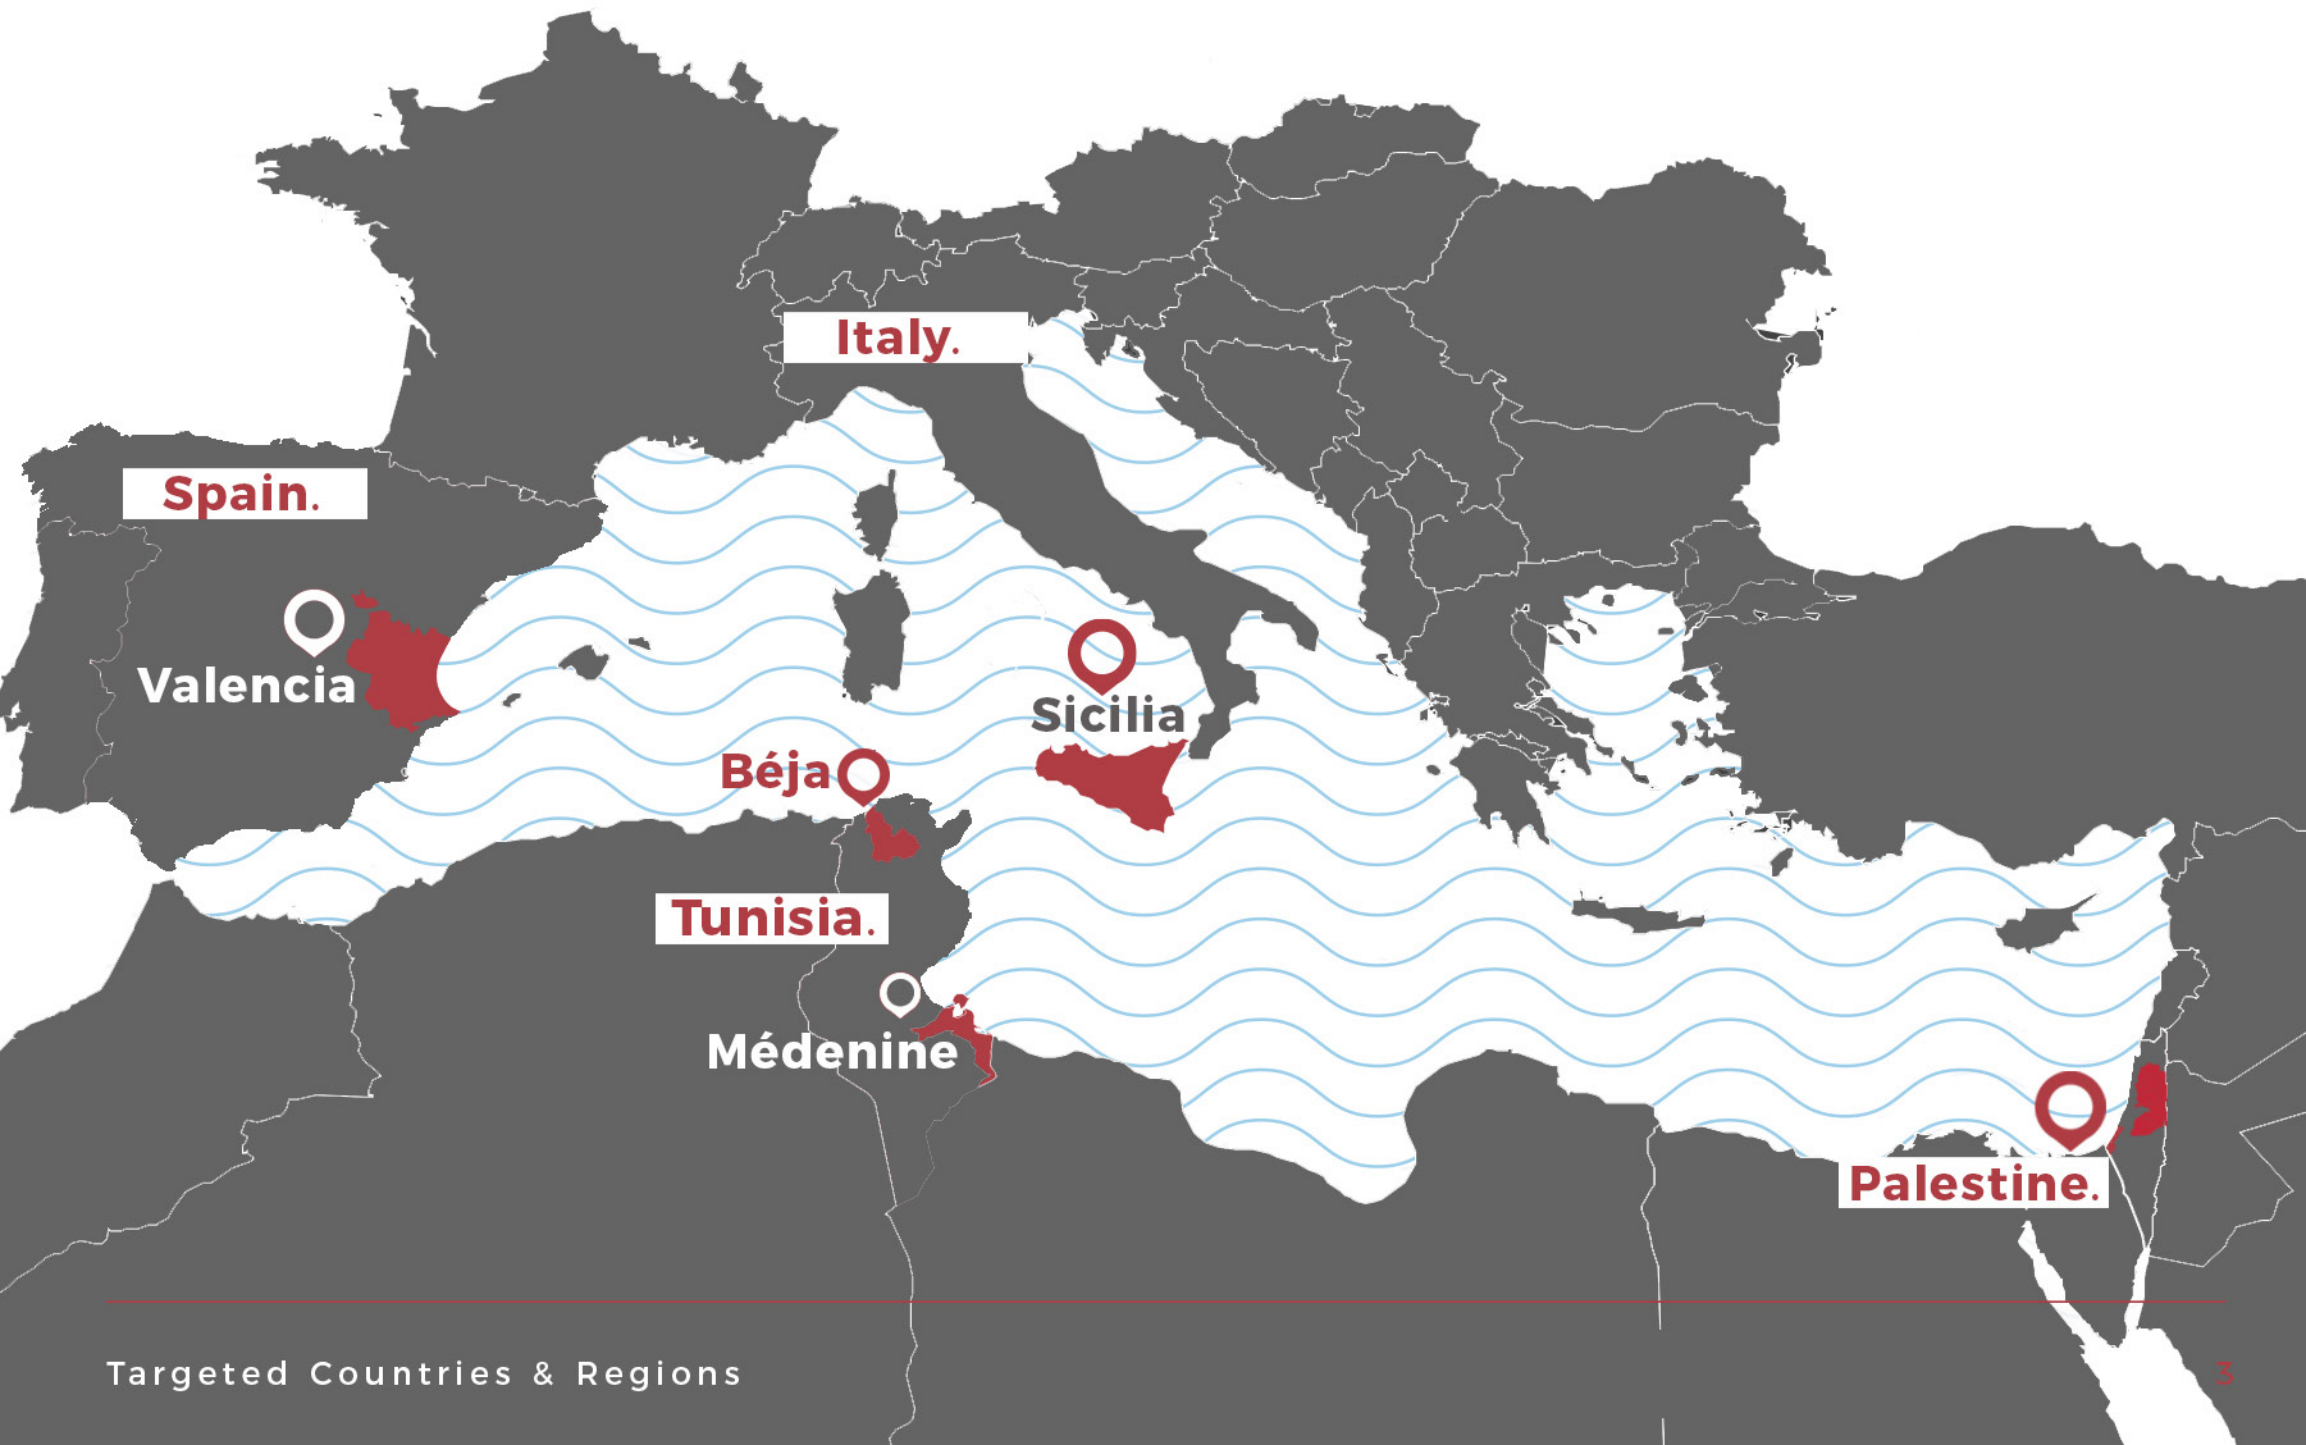 Italy.
Spain.
Valencia
Sicilia
Béja
Tunisia.
Médenine
Palestine.
Targeted Countries & Regions
3